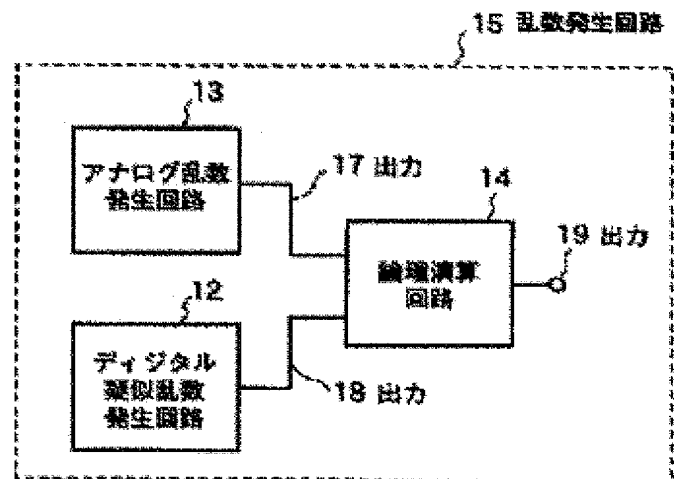 15 乱数発生回路
13
アナログ乱数
発生回路
17 出力
14
論理演算
回路
19 出力
12
ディジタル
疑似乱数
発生回路
18 出力